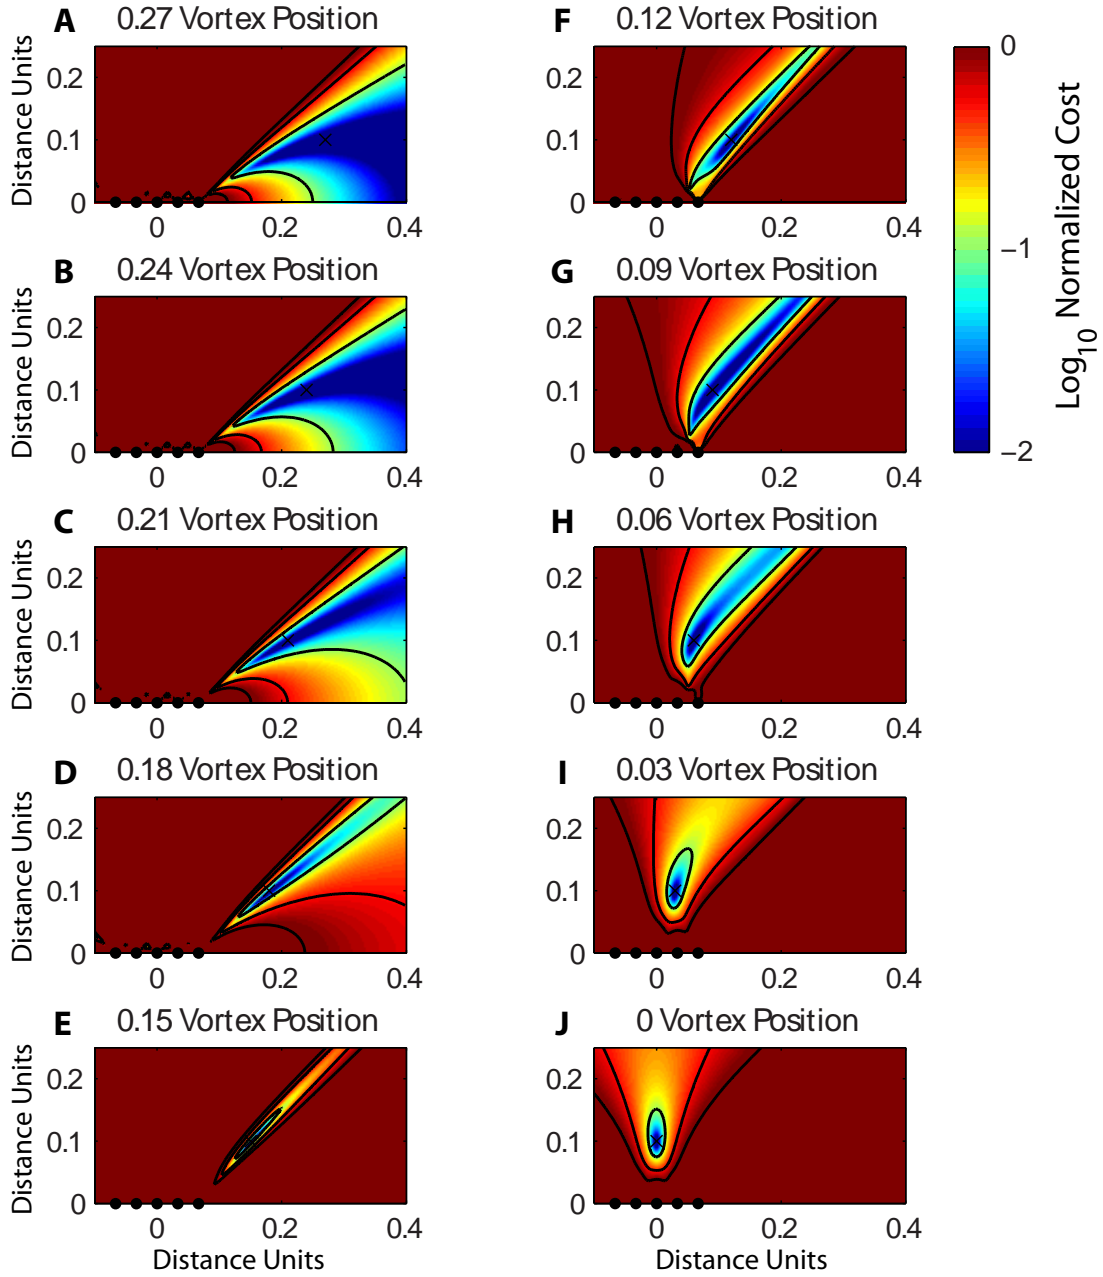 A 0.27 Vortex Position
Distance Units
0.2
0.1
0
0 0.2 0.4
B 0.24 Vortex Position
Distance Units
0.2
0.1
0
0 0.2 0.4
C 0.21 Vortex Position
Distance Units
0.2
0.1
0
0 0.2 0.4
D 0.18 Vortex Position
Distance Units
0.2
0.1
0
0 0.2 0.4
E 0.15 Vortex Position
Distance Units
0.2
0.1
0
0 0.2 0.4
Distance Units
F 0.12 Vortex Position
0.2
0.1
0
0 0.2 0.4
G 0.09 Vortex Position
0.2
0.1
0
0 0.2 0.4
H 0.06 Vortex Position
0.2
0.1
0
0 0.2 0.4
I 0.03 Vortex Position
0.2
0.1
0
0 0.2 0.4
J 0 Vortex Position
0.2
0.1
0
0 0.2 0.4
Distance Units
0
−1
−2
Log10 Normalized Cost